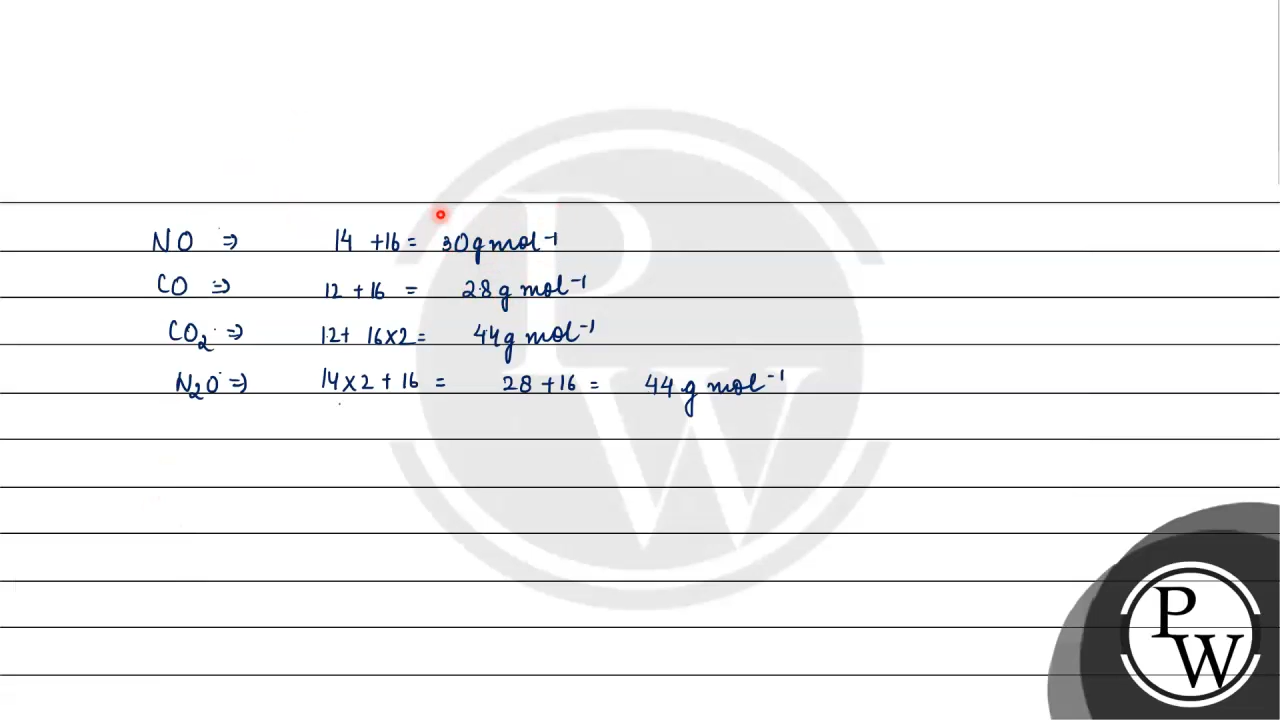 NO ⇒ 14 +16 = 30 g mol⁻¹
CO ⇒ 12 + 16 = 28 g mol⁻¹
CO₂ ⇒ 12+ 16×2 = 44 g mol⁻¹
N₂O ⇒ 14×2 + 16 = 28 +16 = 44 g mol⁻¹
P
W
P
W